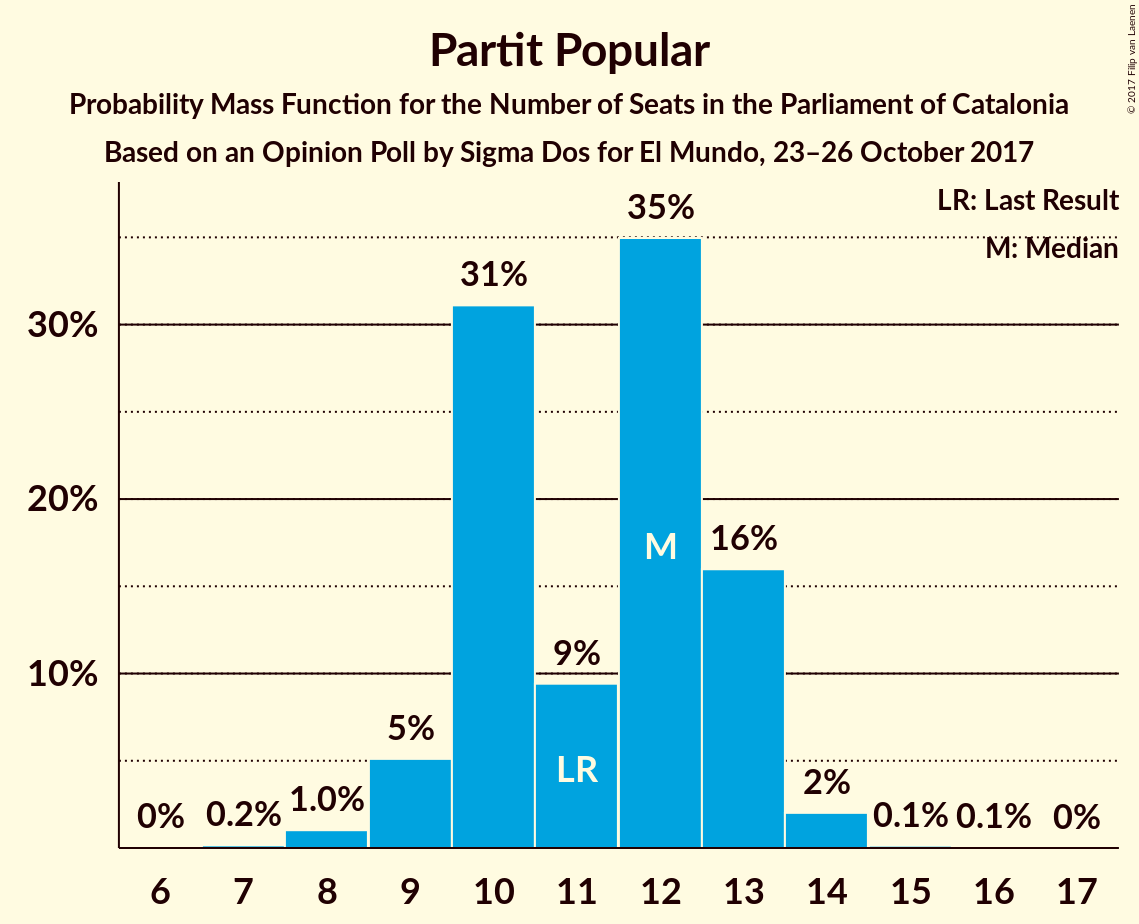 Partit Popular
Probability Mass Function for the Number of Seats in the Parliament of Catalonia
Based on an Opinion Poll by Sigma Dos for El Mundo, 23–26 October 2017
© 2017 Filip van Laenen
LR: Last Result
M: Median
30%
20%
10%
0%
0.2%
1.0%
5%
31%
9%
35%
16%
2%
0.1%
0.1%
0%
LR
M
6 7 8 9 10 11 12 13 14 15 16 17